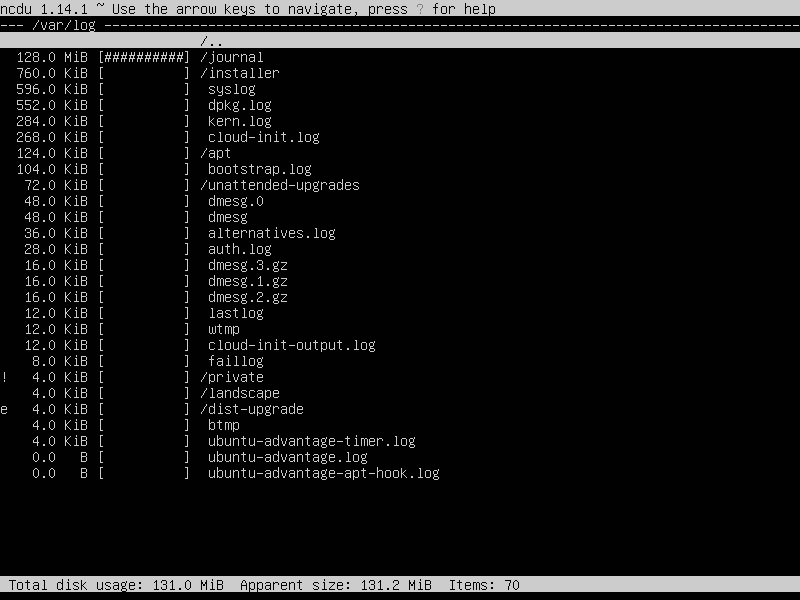 ncdu 1.14.1 ~ Use the arrow keys to navigate, press ? for help
--- /var/log ---------------------------------------------------------------------------------------
                         /..
  128.0 MiB [##########] /journal
  760.0 KiB [          ] /installer
  596.0 KiB [          ]  syslog
  552.0 KiB [          ]  dpkg.log
  284.0 KiB [          ]  kern.log
  268.0 KiB [          ]  cloud-init.log
  124.0 KiB [          ] /apt
  104.0 KiB [          ]  bootstrap.log
   72.0 KiB [          ] /unattended-upgrades
   48.0 KiB [          ]  dmesg.0
   48.0 KiB [          ]  dmesg
   36.0 KiB [          ]  alternatives.log
   28.0 KiB [          ]  auth.log
   16.0 KiB [          ]  dmesg.3.gz
   16.0 KiB [          ]  dmesg.1.gz
   16.0 KiB [          ]  dmesg.2.gz
   12.0 KiB [          ]  lastlog
   12.0 KiB [          ]  wtmp
   12.0 KiB [          ]  cloud-init-output.log
    8.0 KiB [          ]  faillog
!   4.0 KiB [          ] /private
    4.0 KiB [          ] /landscape
e   4.0 KiB [          ] /dist-upgrade
    4.0 KiB [          ]  btmp
    4.0 KiB [          ]  ubuntu-advantage-timer.log
    0.0   B [          ]  ubuntu-advantage.log
    0.0   B [          ]  ubuntu-advantage-apt-hook.log
 Total disk usage: 131.0 MiB  Apparent size: 131.2 MiB  Items: 70